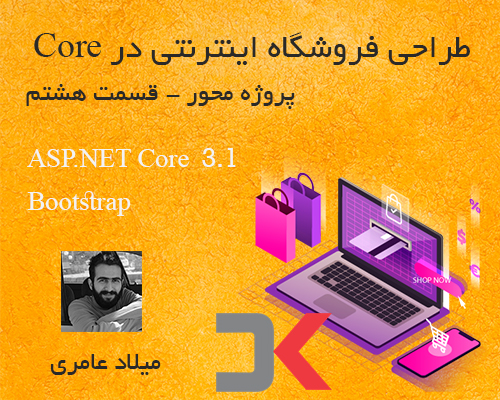 طراحی فروشگاه اینترنتی در Core
پروژه محور - قسمت هشتم
ASP.NET Core 3.1
Bootstrap
SHOP NOW
میلاد عامری